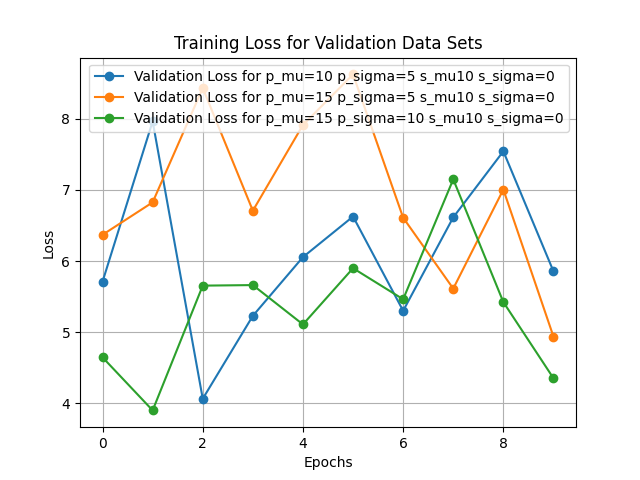 Training Loss for Validation Data Sets
Validation Loss for p_mu=10 p_sigma=5 s_mu10 s_sigma=0
Validation Loss for p_mu=15 p_sigma=5 s_mu10 s_sigma=0
Validation Loss for p_mu=15 p_sigma=10 s_mu10 s_sigma=0
8
7
6
5
4
Loss
0 2 4 6 8
Epochs